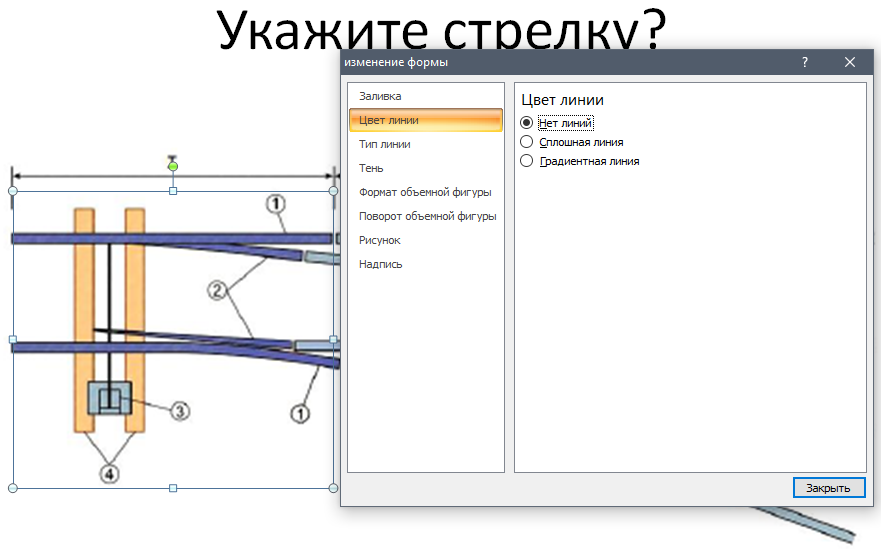 Укажите стрелку?
изменение формы
?
Заливка
Цвет линии
Тип линии
Тень
Формат объемной фигуры
Поворот объемной фигуры
Рисунок
Надпись
Цвет линии
Нет линий
Сплошная линия
Градиентная линия
1
2
3
1
4
Закрыть